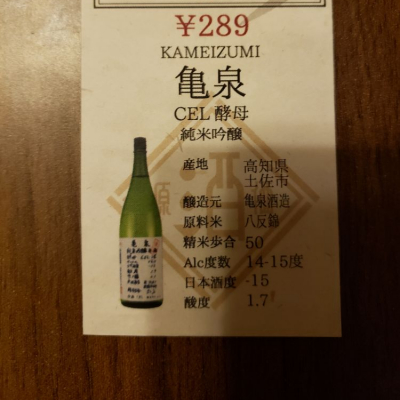 ¥289
KAMEIZUMI
亀泉
CEL 酵母
純米吟醸
産地 高知県
土佐市
醸造元 亀泉酒造
原料米 八反錦
精米歩合 50
Alc度数 14-15度
日本酒度 -15
酸度 1.7
亀泉